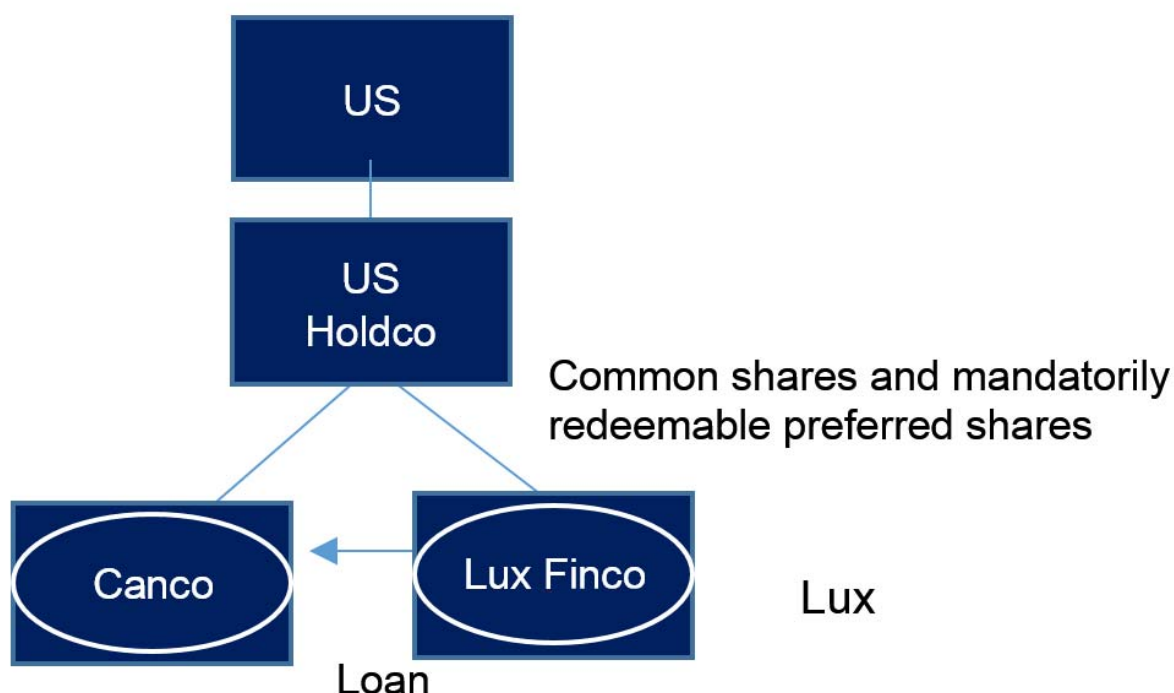 US
US
Holdco
Common shares and mandatorily
redeemable preferred shares
Canco
Lux Finco
Lux
Loan